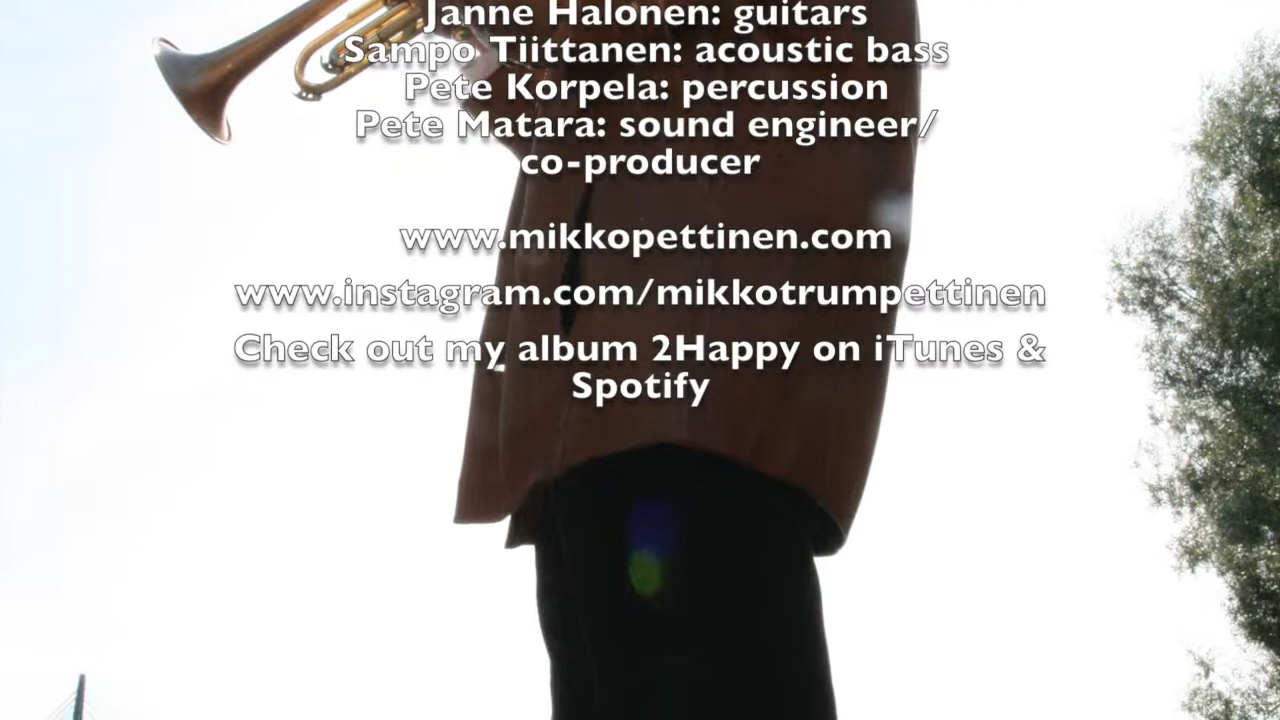 Janne Halonen: guitars
Sampo Tiittanen: acoustic bass
Pete Korpela: percussion
Pete Matara: sound engineer/
co-producer
www.mikkopettinen.com
www.instagram.com/mikkotrumpettinen
Check out my album 2Happy on iTunes &
Spotify